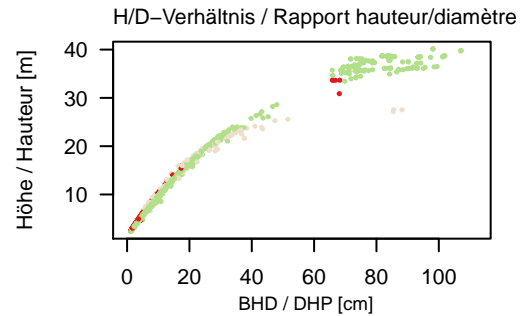 H/D−Verhältnis / Rapport hauteur/diamètre
Höhe / Hauteur [m]
40
30
20
10
0 20 40 60 80 100
BHD / DHP [cm]